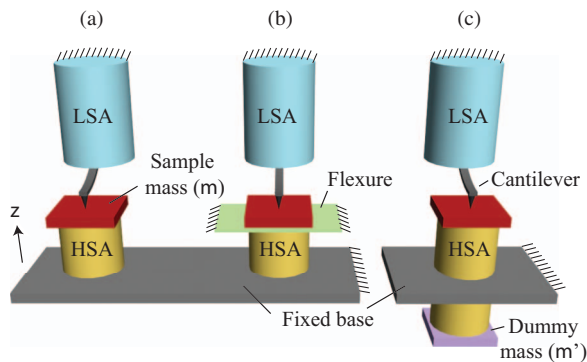 (a) (b) (c)
LSA LSA LSA
Sample
mass (m)
Flexure
Cantilever
z
HSA HSA HSA
Fixed base
Dummy
mass (m’)